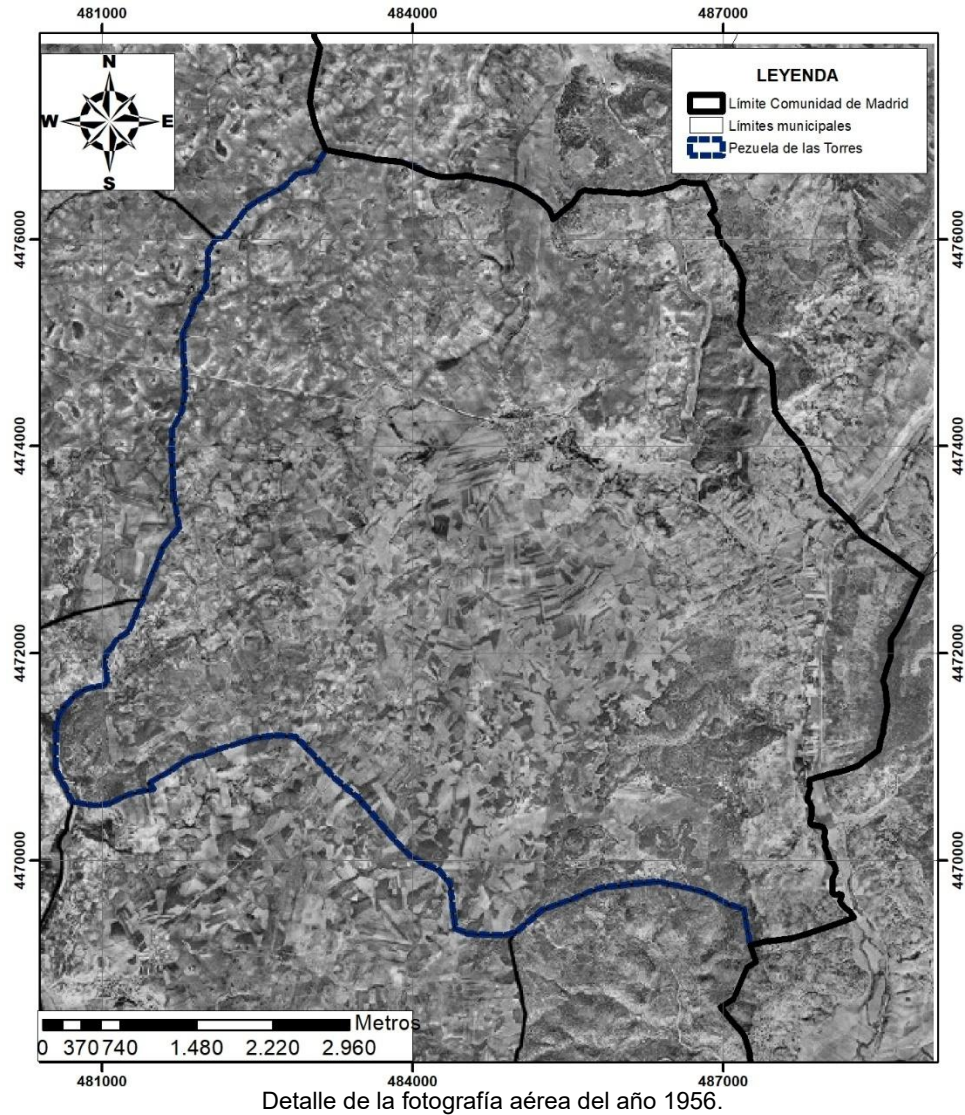 481000 484000 487000
N
W E
S
LEYENDA
Límite Comunidad de Madrid
Límites municipales
Pezuela de las Torres
4476000 4476000
4474000 4474000
4472000 4472000
4470000 4470000
Metros
0 370 740 1.480 2.220 2.960
481000 484000 487000
Detalle de la fotografía aérea del año 1956.